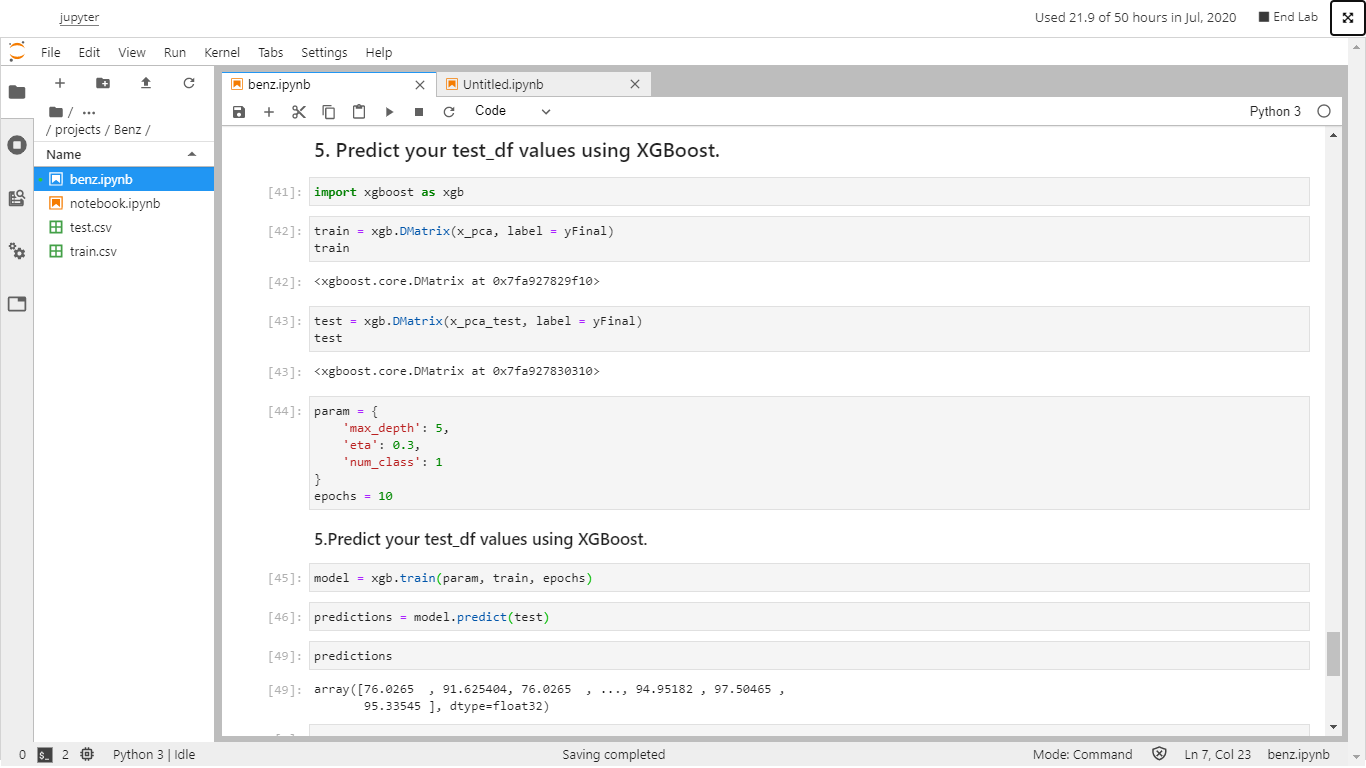 jupyter
Used 21.9 of 50 hours in Jul, 2020
End Lab
File Edit View Run Kernel Tabs Settings Help
/ ...
/ projects / Benz /
Name
benz.ipynb
notebook.ipynb
test.csv
train.csv
benz.ipynb
Untitled.ipynb
Code
Python 3
5. Predict your test_df values using XGBoost.
[41]: import xgboost as xgb
[42]: train = xgb.DMatrix(x_pca, label = yFinal)
train
[42]: <xgboost.core.DMatrix at 0x7fa927829f10>
[43]: test = xgb.DMatrix(x_pca_test, label = yFinal)
test
[43]: <xgboost.core.DMatrix at 0x7fa927830310>
[44]: param = {
'max_depth': 5,
'eta': 0.3,
'num_class': 1
}
epochs = 10
5.Predict your test_df values using XGBoost.
[45]: model = xgb.train(param, train, epochs)
[46]: predictions = model.predict(test)
[49]: predictions
[49]: array([76.0265 , 91.625404, 76.0265 , ..., 94.95182 , 97.50465 ,
95.33545 ], dtype=float32)
0 $_ 2 Python 3 | Idle
Saving completed
Mode: Command
Ln 7, Col 23
benz.ipynb